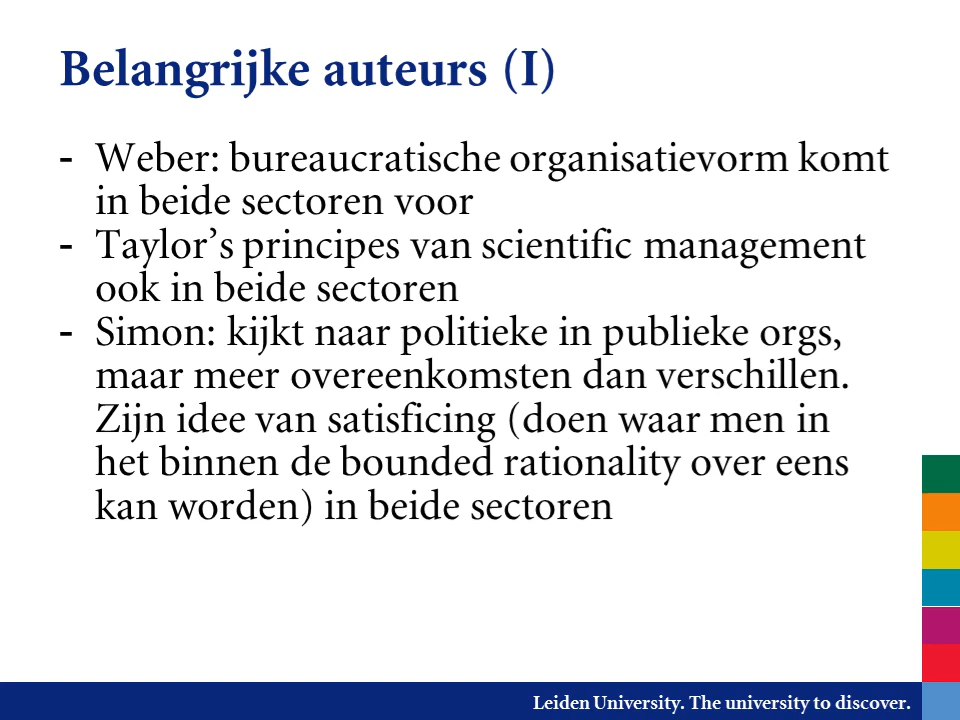 Belangrijke auteurs (I)
- Weber: bureaucratische organisatievorm komt
in beide sectoren voor
- Taylor’s principes van scientific management
ook in beide sectoren
- Simon: kijkt naar politieke in publieke orgs,
maar meer overeenkomsten dan verschillen.
Zijn idee van satisficing (doen waar men in
het binnen de bounded rationality over eens
kan worden) in beide sectoren
Leiden University. The university to discover.